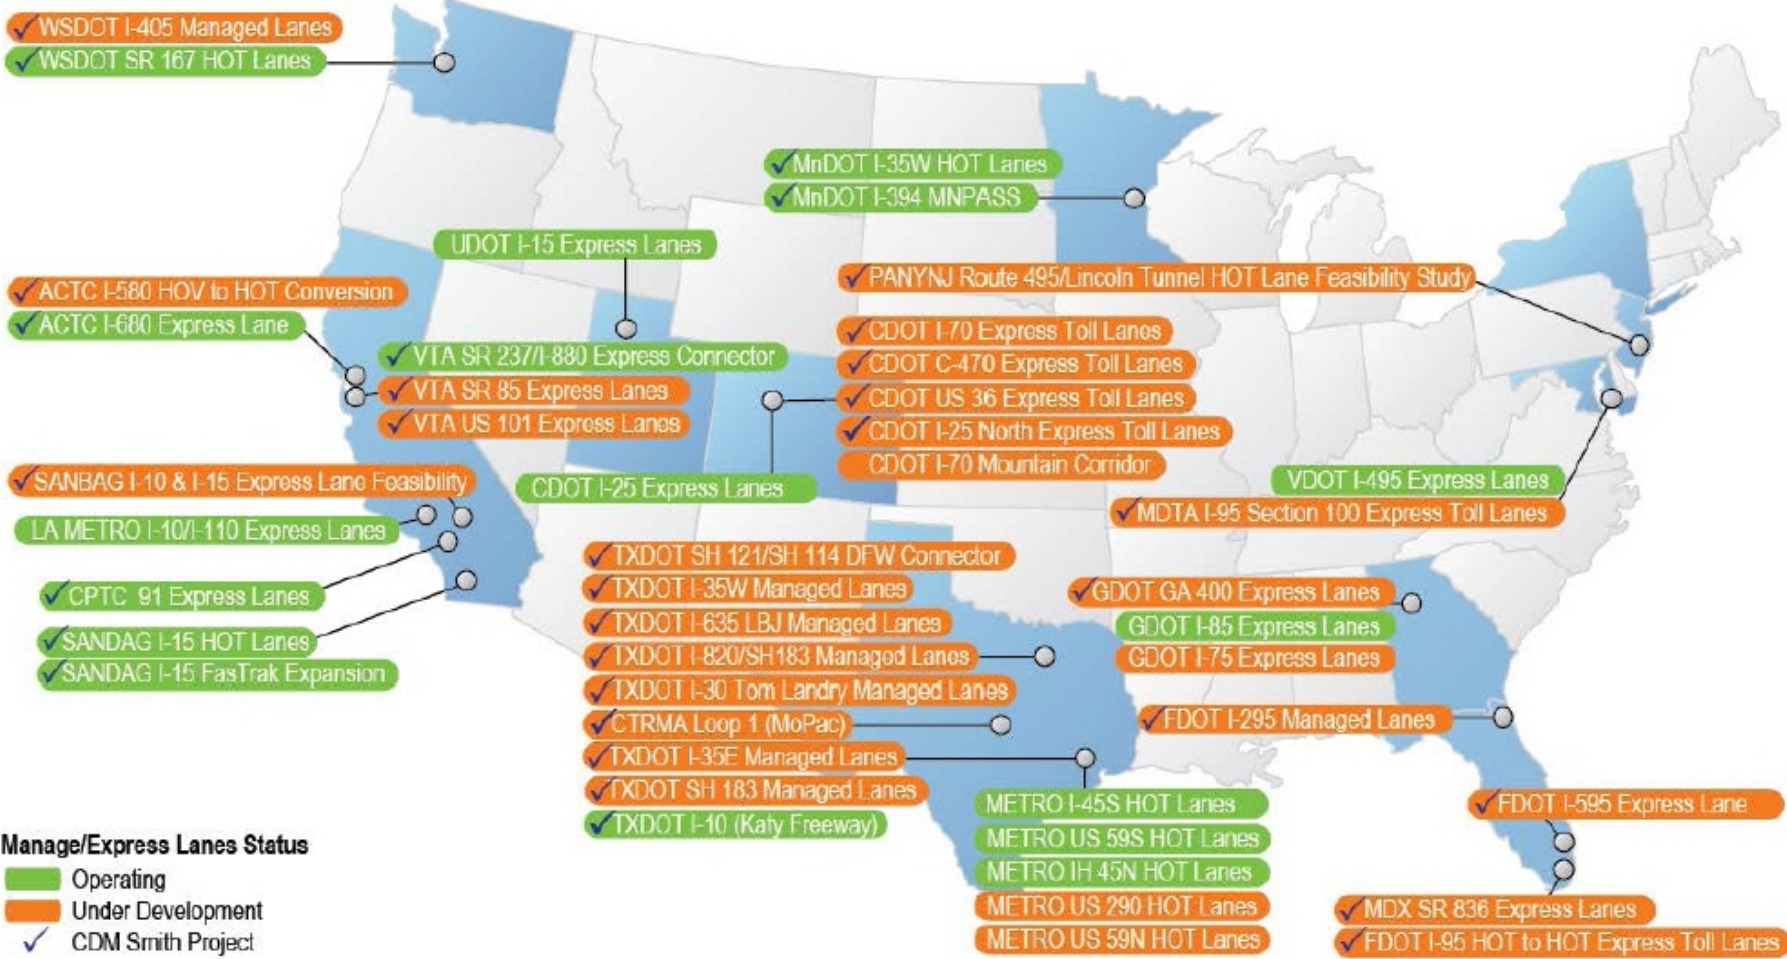 WSDOT I-405 Managed Lanes
WSDOT SR 167 HOT Lanes
MnDOT I-35W HOT Lanes
MnDOT I-394 MNPASS
UDOT I-15 Express Lanes
PANYNJ Route 495/Lincoln Tunnel HOT Lane Feasibility Study
ACTC I-580 HOV to HOT Conversion
ACTC I-680 Express Lane
VTA SR 237/I-880 Express Connector
VTA SR 85 Express Lanes
VTA US 101 Express Lanes
CDOT I-70 Express Toll Lanes
CDOT C-470 Express Toll Lanes
CDOT US 36 Express Toll Lanes
CDOT I-25 North Express Toll Lanes
CDOT I-70 Mountain Corridor
CDOT I-25 Express Lanes
VDOT I-495 Express Lanes
MDTA I-95 Section 100 Express Toll Lanes
SANBAG I-10 & I-15 Express Lane Feasibility
LA METRO I-10/I-110 Express Lanes
CPTC 91 Express Lanes
SANDAG I-15 HOT Lanes
SANDAG I-15 FasTrak Expansion
TXDOT SH 121/SH 114 DFW Connector
TXDOT I-35W Managed Lanes
TXDOT I-635 LBJ Managed Lanes
TXDOT I-820/SH183 Managed Lanes
TXDOT I-30 Tom Landry Managed Lanes
CTRMA Loop 1 (MoPac)
TXDOT I-35E Managed Lanes
TXDOT SH 183 Managed Lanes
TXDOT I-10 (Katy Freeway)
GDOT GA 400 Express Lanes
GDOT I-85 Express Lanes
GDOT I-75 Express Lanes
FDOT I-295 Managed Lanes
METRO I-45S HOT Lanes
METRO US 59S HOT Lanes
METRO IH 45N HOT Lanes
METRO US 290 HOT Lanes
METRO US 59N HOT Lanes
FDOT I-595 Express Lane
MDX SR 836 Express Lanes
FDOT I-95 HOT to HOT Express Toll Lanes
Manage/Express Lanes Status
Operating
Under Development
CDM Smith Project